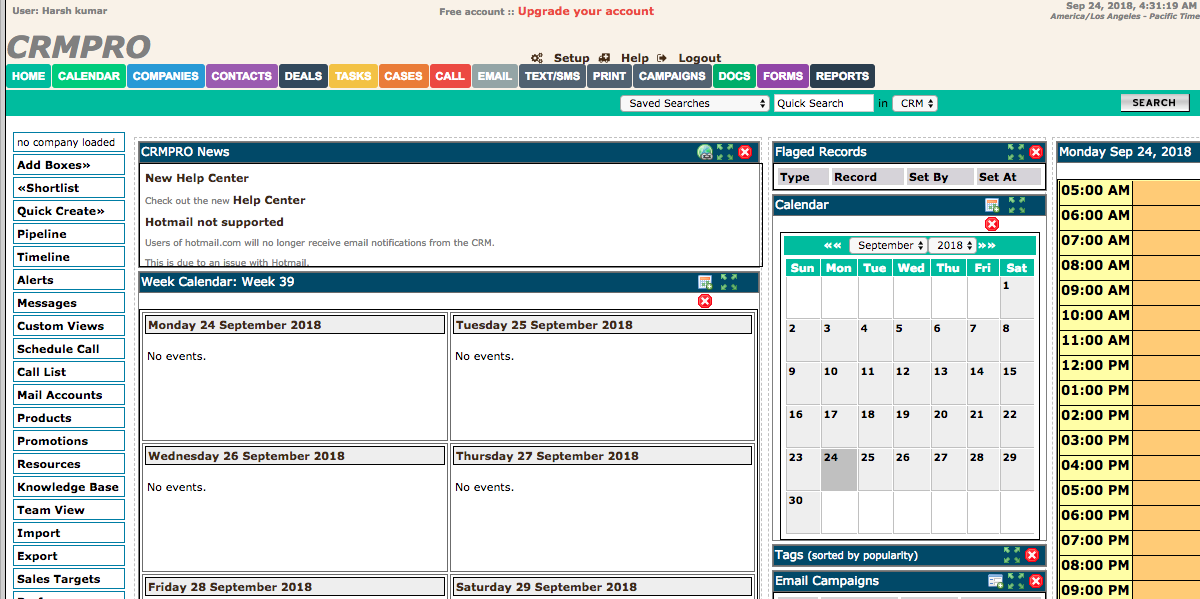 User: Harsh kumar
Free account :: Upgrade your account
Sep 24, 2018, 4:31:19 AM
America/Los Angeles - Pacific Time
CRMPRO
Setup Help Logout
HOME CALENDAR COMPANIES CONTACTS DEALS TASKS CASES CALL EMAIL TEXT/SMS PRINT CAMPAIGNS DOCS FORMS REPORTS
Saved Searches Quick Search in CRM SEARCH
no company loaded
Add Boxes»
«Shortlist
Quick Create»
Pipeline
Timeline
Alerts
Messages
Custom Views
Schedule Call
Call List
Mail Accounts
Products
Promotions
Resources
Knowledge Base
Team View
Import
Export
Sales Targets
CRMPRO News
New Help Center
Check out the new Help Center
Hotmail not supported
Users of hotmail.com will no longer receive email notifications from the CRM.
This is due to an issue with Hotmail.
Week Calendar: Week 39
Monday 24 September 2018
No events.
Tuesday 25 September 2018
No events.
Wednesday 26 September 2018
No events.
Thursday 27 September 2018
No events.
Friday 28 September 2018
Saturday 29 September 2018
Flaged Records
Type Record Set By Set At
Calendar
«« September 2018 »»
Sun Mon Tue Wed Thu Fri Sat
1
2 3 4 5 6 7 8
9 10 11 12 13 14 15
16 17 18 19 20 21 22
23 24 25 26 27 28 29
30
Tags (sorted by popularity)
Email Campaigns
Monday Sep 24, 2018
05:00 AM
06:00 AM
07:00 AM
08:00 AM
09:00 AM
10:00 AM
11:00 AM
12:00 PM
01:00 PM
02:00 PM
03:00 PM
04:00 PM
05:00 PM
06:00 PM
07:00 PM
08:00 PM
09:00 PM